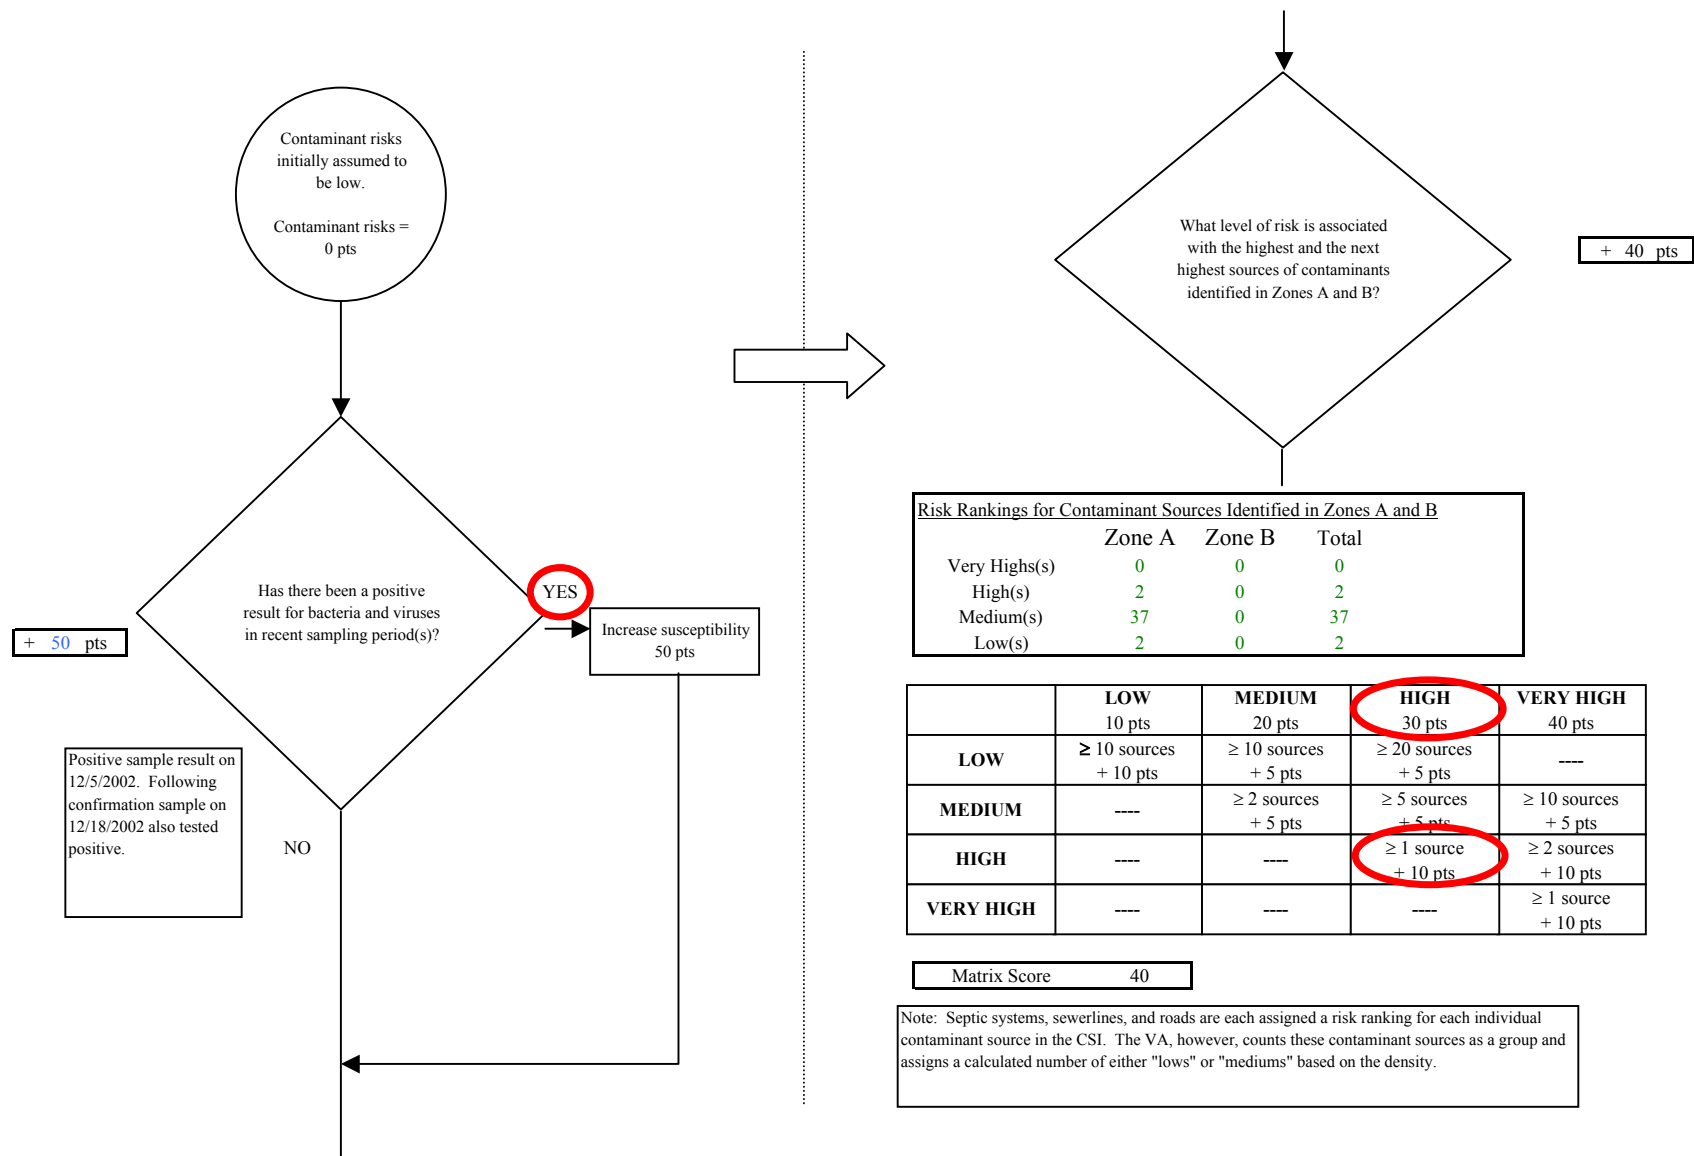 Contaminant risks
initially assumed to
be low.
Contaminant risks =
0 pts
Has there been a positive
result for bacteria and viruses
in recent sampling period(s)?
YES
+ 50 pts
Increase susceptibility
50 pts
Positive sample result on
12/5/2002. Following
confirmation sample on
12/18/2002 also tested
positive.
NO
What level of risk is associated
with the highest and the next
highest sources of contaminants
identified in Zones A and B?
+ 40 pts
Risk Rankings for Contaminant Sources Identified in Zones A and B
Zone A Zone B Total
Very Highs(s) 0 0 0
High(s) 2 0 2
Medium(s) 37 0 37
Low(s) 2 0 2
LOW MEDIUM HIGH VERY HIGH
10 pts 20 pts 30 pts 40 pts
LOW ≥ 10 sources + 10 pts ≥ 10 sources + 5 pts ≥ 20 sources + 5 pts ----
MEDIUM ---- ≥ 2 sources + 5 pts ≥ 5 sources + 5 pts ≥ 10 sources + 5 pts
HIGH ---- ---- ≥ 1 source + 10 pts ≥ 2 sources + 10 pts
VERY HIGH ---- ---- ---- ≥ 1 source + 10 pts
Matrix Score 40
Note: Septic systems, sewerlines, and roads are each assigned a risk ranking for each individual
contaminant source in the CSI. The VA, however, counts these contaminant sources as a group and
assigns a calculated number of either "lows" or "mediums" based on the density.